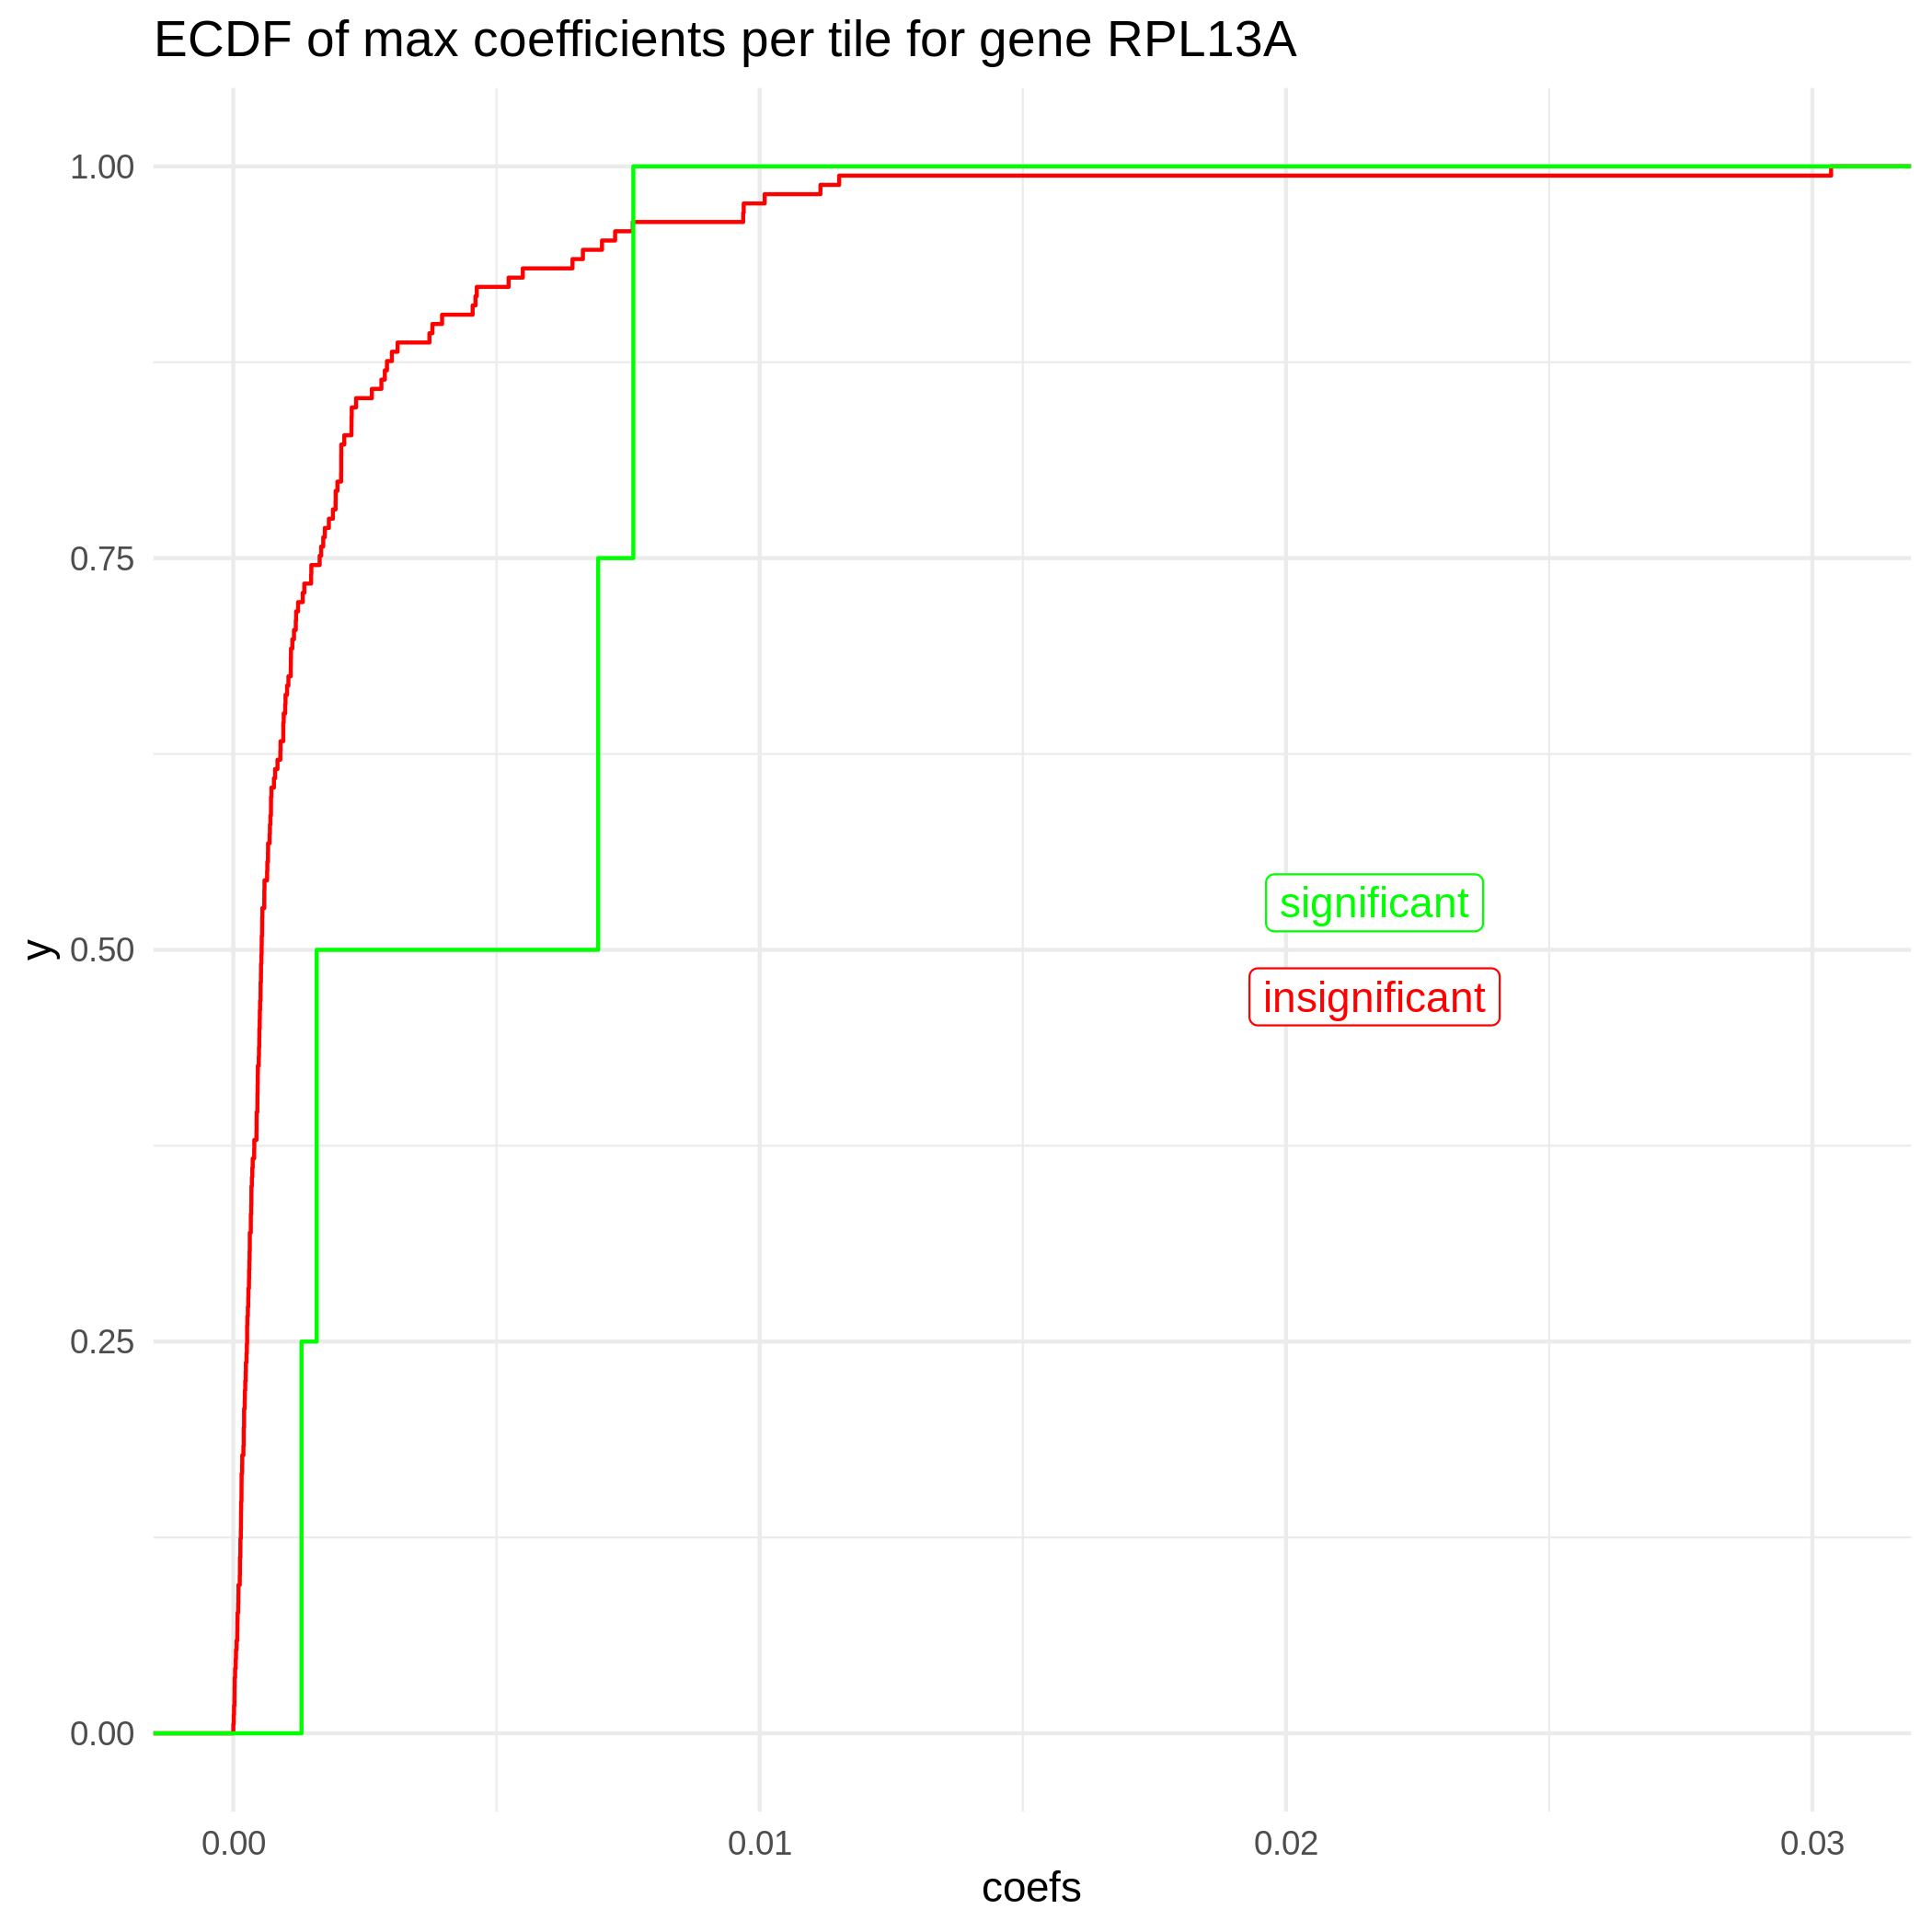 ECDF of max coefficients per tile for gene RPL13A
1.00
0.75
0.50
0.25
0.00
y
significant
insignificant
0.00 0.01 0.02 0.03
coefs